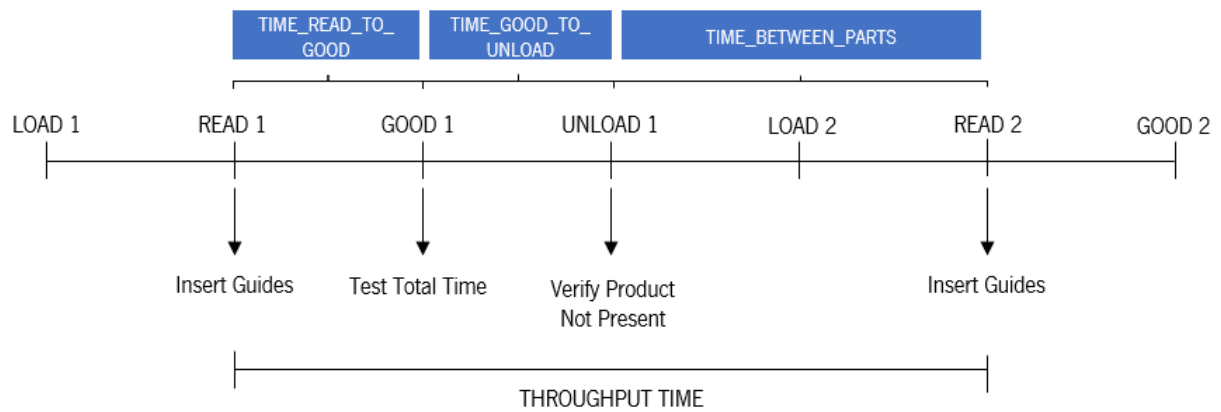 TIME_READ_TO_
GOOD
TIME_GOOD_TO_
UNLOAD
TIME_BETWEEN_PARTS
LOAD 1
READ 1
GOOD 1
UNLOAD 1
LOAD 2
READ 2
GOOD 2
Insert Guides
Test Total Time
Verify Product
Not Present
Insert Guides
THROUGHPUT TIME